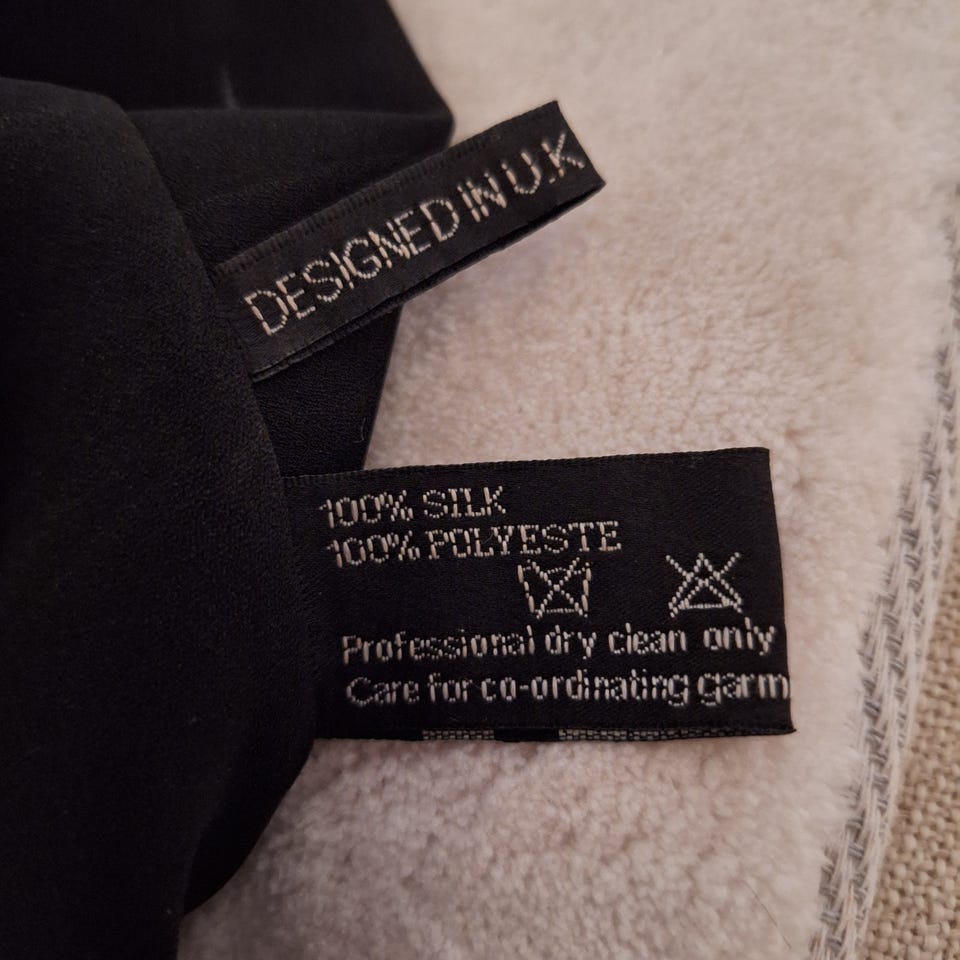 DESIGNED IN U.K
100% SILK
100% POLYESTE
Professional dry clean only
Care for co-ordinating garm